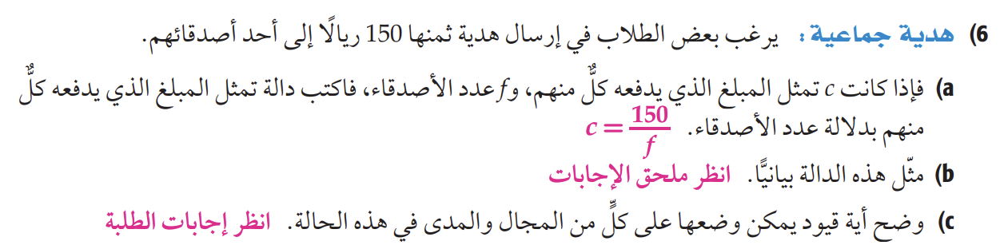 6) هدية جماعية : يرغب بعض الطلاب في إرسال هدية ثمنها 150 ريالًا إلى أحد أصدقائهم.
a) فإذا كانت c تمثل المبلغ الذي يدفعه كلٌّ منهم، و f عدد الأصدقاء، فاكتب دالة تمثل المبلغ الذي يدفعه كلٌّ
منهم بدلالة عدد الأصدقاء. c = 150/f
b) مثّل هذه الدالة بيانيًّا. انظر ملحق الإجابات
c) وضح أية قيود يمكن وضعها على كلٍّ من المجال والمدى في هذه الحالة. انظر إجابات الطلبة